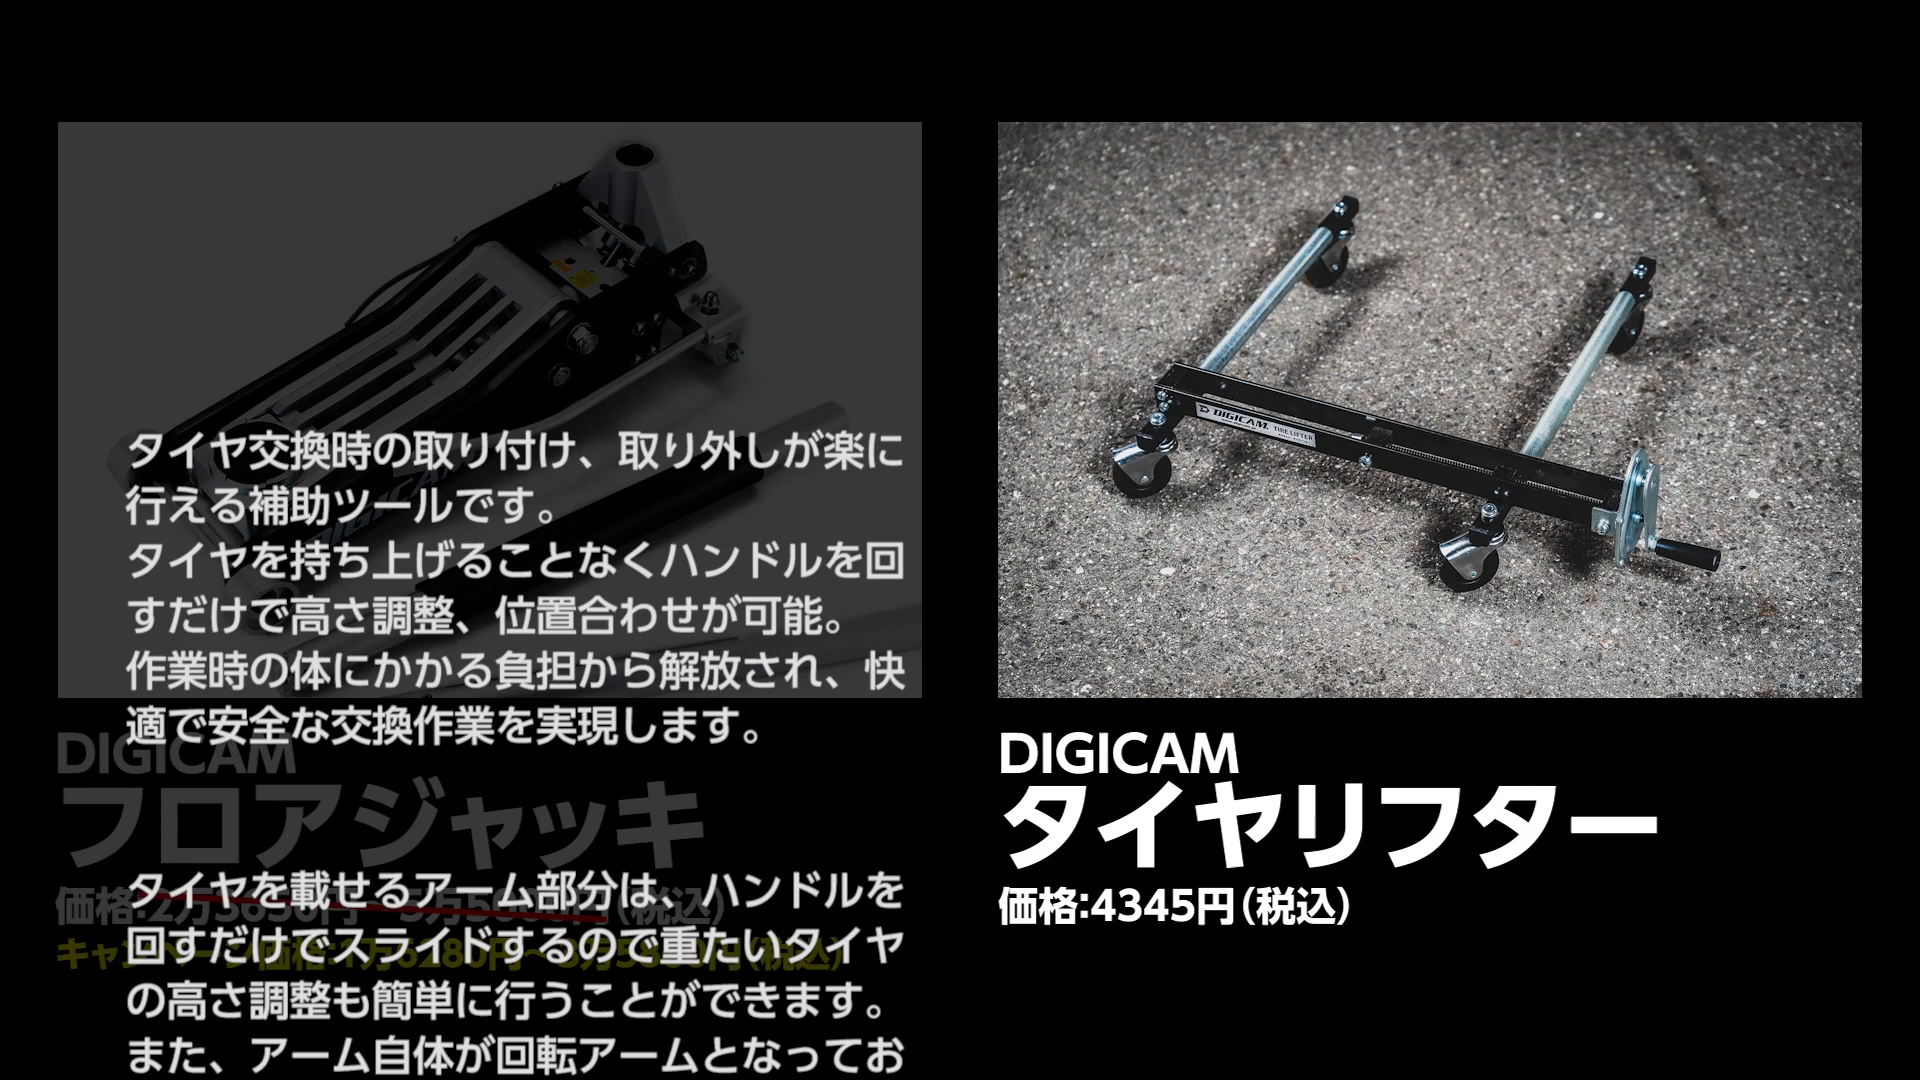 タイヤ交換時の取り付け、取り外しが楽に
行える補助ツールです。
タイヤを持ち上げることなくハンドルを回
すだけで高さ調整、位置合わせが可能。
作業時の体にかかる負担から解放され、快
適で安全な交換作業を実現します。
DIGICAM
フロアジャッキ
タイヤを載せるアーム部分は、ハンドルを
回すだけでスライドするので重たいタイヤ
の高さ調整も簡単に行うことができます。
また、アーム自体が回転アームとなってお
DIGICAM TIRE LIFTER
DIGICAM
タイヤリフター
価格:4345円(税込)